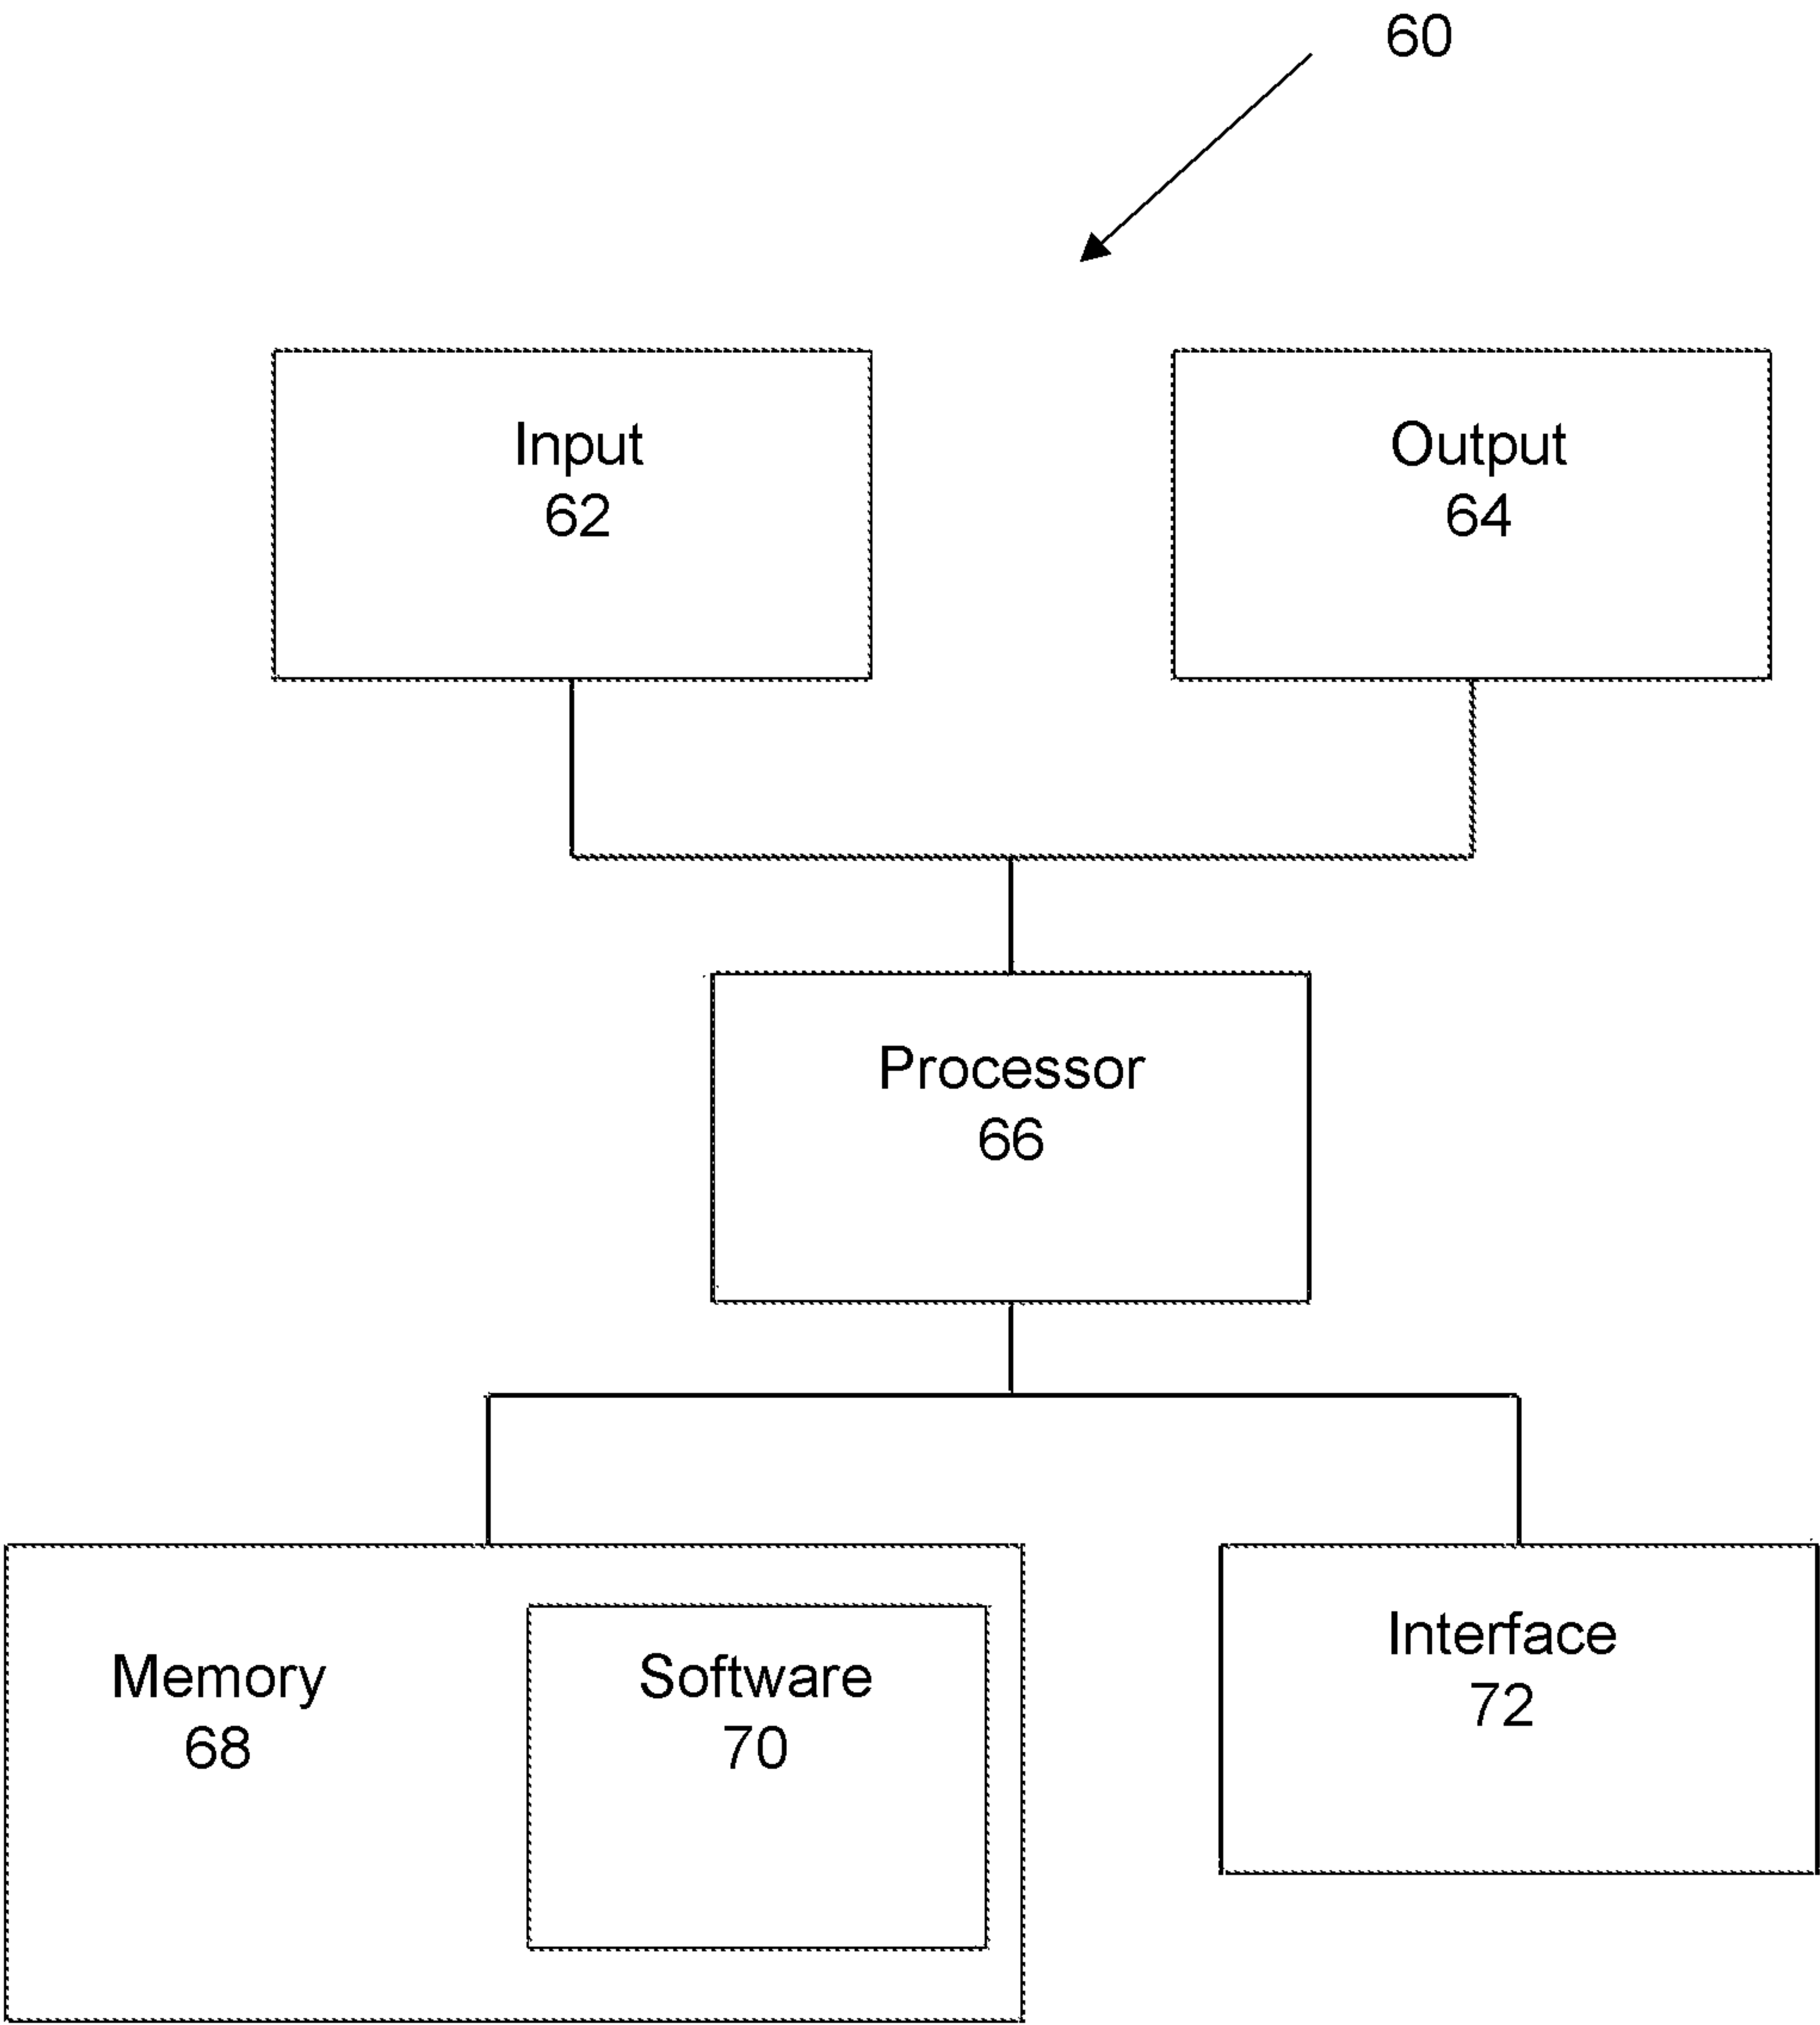 60
Input
62
Output
64
Processor
66
Memory
68
Software
70
Interface
72